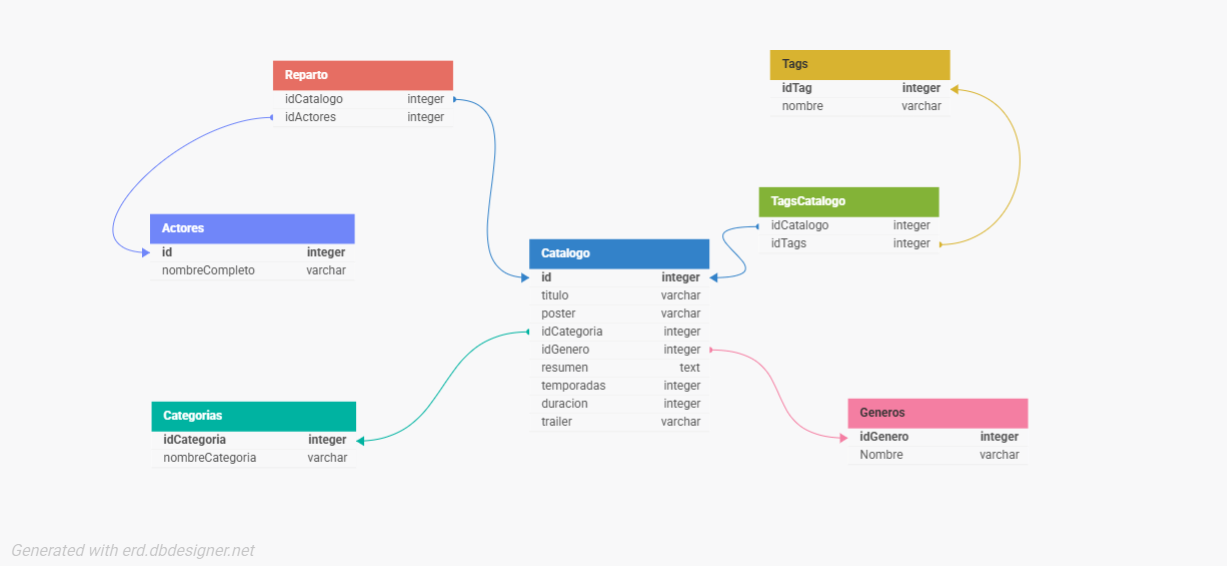 Reparto
idCatalogo integer
idActores integer
Tags
idTag integer
nombre varchar
TagsCatalogo
idCatalogo integer
idTags integer
Actores
id integer
nombreCompleto varchar
Catalogo
id integer
titulo varchar
poster varchar
idCategoria integer
idGenero integer
resumen text
temporadas integer
duracion integer
trailer varchar
Categorias
idCategoria integer
nombreCategoria varchar
Generos
idGenero integer
Nombre varchar
Generated with erd.dbdesigner.net